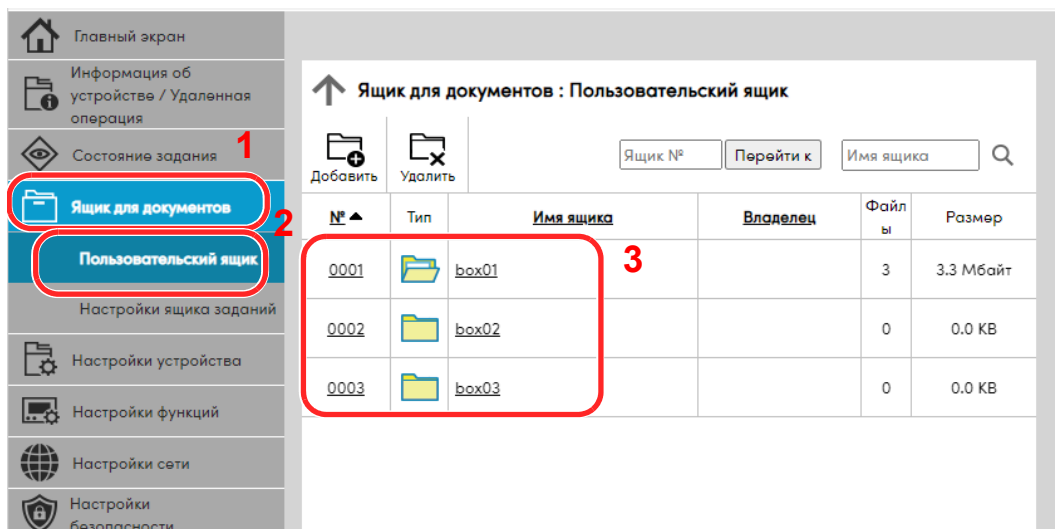 Главный экран
Информация об
устройстве / Удаленная
операция
Состояние задания
1
Ящик для документов
2
Пользовательский ящик
Настройки ящика заданий
Настройки устройства
Настройки функций
Настройки сети
Настройки
безопасности
Ящик для документов : Пользовательский ящик
Добавить Удалить Ящик № Перейти к Имя ящика
№ Тип Имя ящика Владелец Файл
ы Размер
0001 box01 3 3.3 Мбайт
3
0002 box02 0 0.0 KB
0003 box03 0 0.0 KB